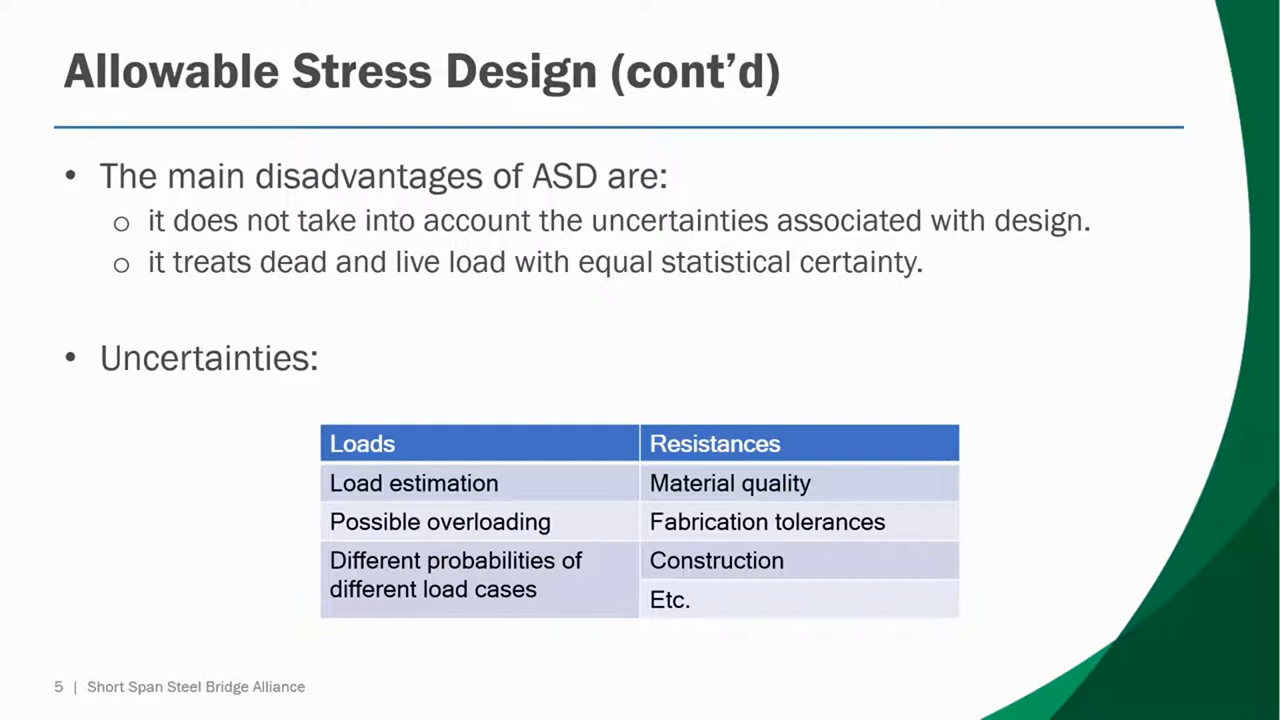 Allowable Stress Design (cont’d)
• The main disadvantages of ASD are:
o it does not take into account the uncertainties associated with design.
o it treats dead and live load with equal statistical certainty.
• Uncertainties:
Loads Resistances
Load estimation Material quality
Possible overloading Fabrication tolerances
Different probabilities of Construction
different load cases
Etc.
5 | Short Span Steel Bridge Alliance